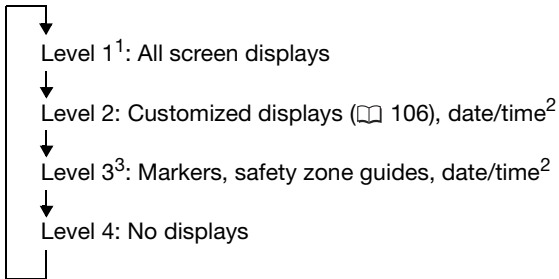 Level 1¹: All screen displays
Level 2: Customized displays (📖 106), date/time²
Level 3³: Markers, safety zone guides, date/time²
Level 4: No displays